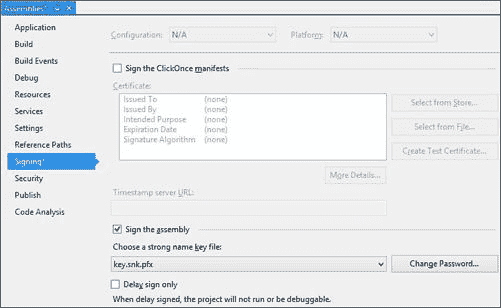 Assemblies*
Application
Build
Build Events
Debug
Resources
Services
Settings
Reference Paths
Signing*
Security
Publish
Code Analysis
Configuration: N/A Platform: N/A
Sign the ClickOnce manifests
Certificate:
Issued To (none)
Issued By (none)
Intended Purpose (none)
Expiration Date (none)
Signature Algorithm (none)
Select from Store...
Select from File...
Create Test Certificate...
More Details...
Timestamp server URL:
Sign the assembly
Choose a strong name key file:
key.snk.pfx Change Password...
Delay sign only
When delay signed, the project will not run or be debuggable.